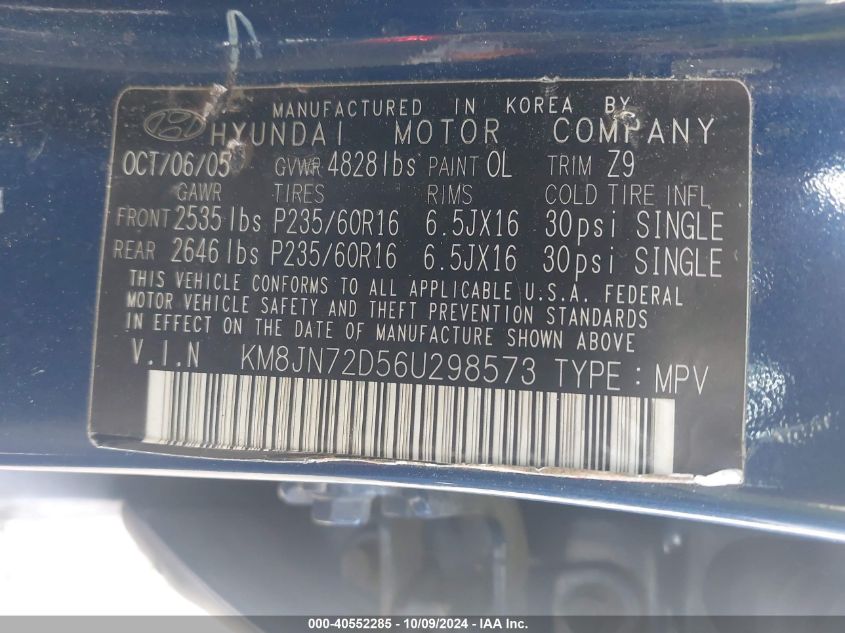 MANUFACTURED IN KOREA BY
HYUNDAI MOTOR COMPANY
OCT/06/05 GVWR 4828lbs PAINT OL TRIM Z9
GAWR TIRES RIMS COLD TIRE INFL
FRONT 2535lbs P235/60R16 6.5JX16 30psi SINGLE
REAR 2646lbs P235/60R16 6.5JX16 30psi SINGLE
THIS VEHICLE CONFORMS TO ALL APPLICABLE U.S.A. FEDERAL
MOTOR VEHICLE SAFETY AND THEFT PREVENTION STANDARDS
IN EFFECT ON THE DATE OF MANUFACTURE SHOWN ABOVE
V.I.N KM8JN72D56U298573 TYPE : MPV
000-40552285 - 10/09/2024 - IAAI, Inc.